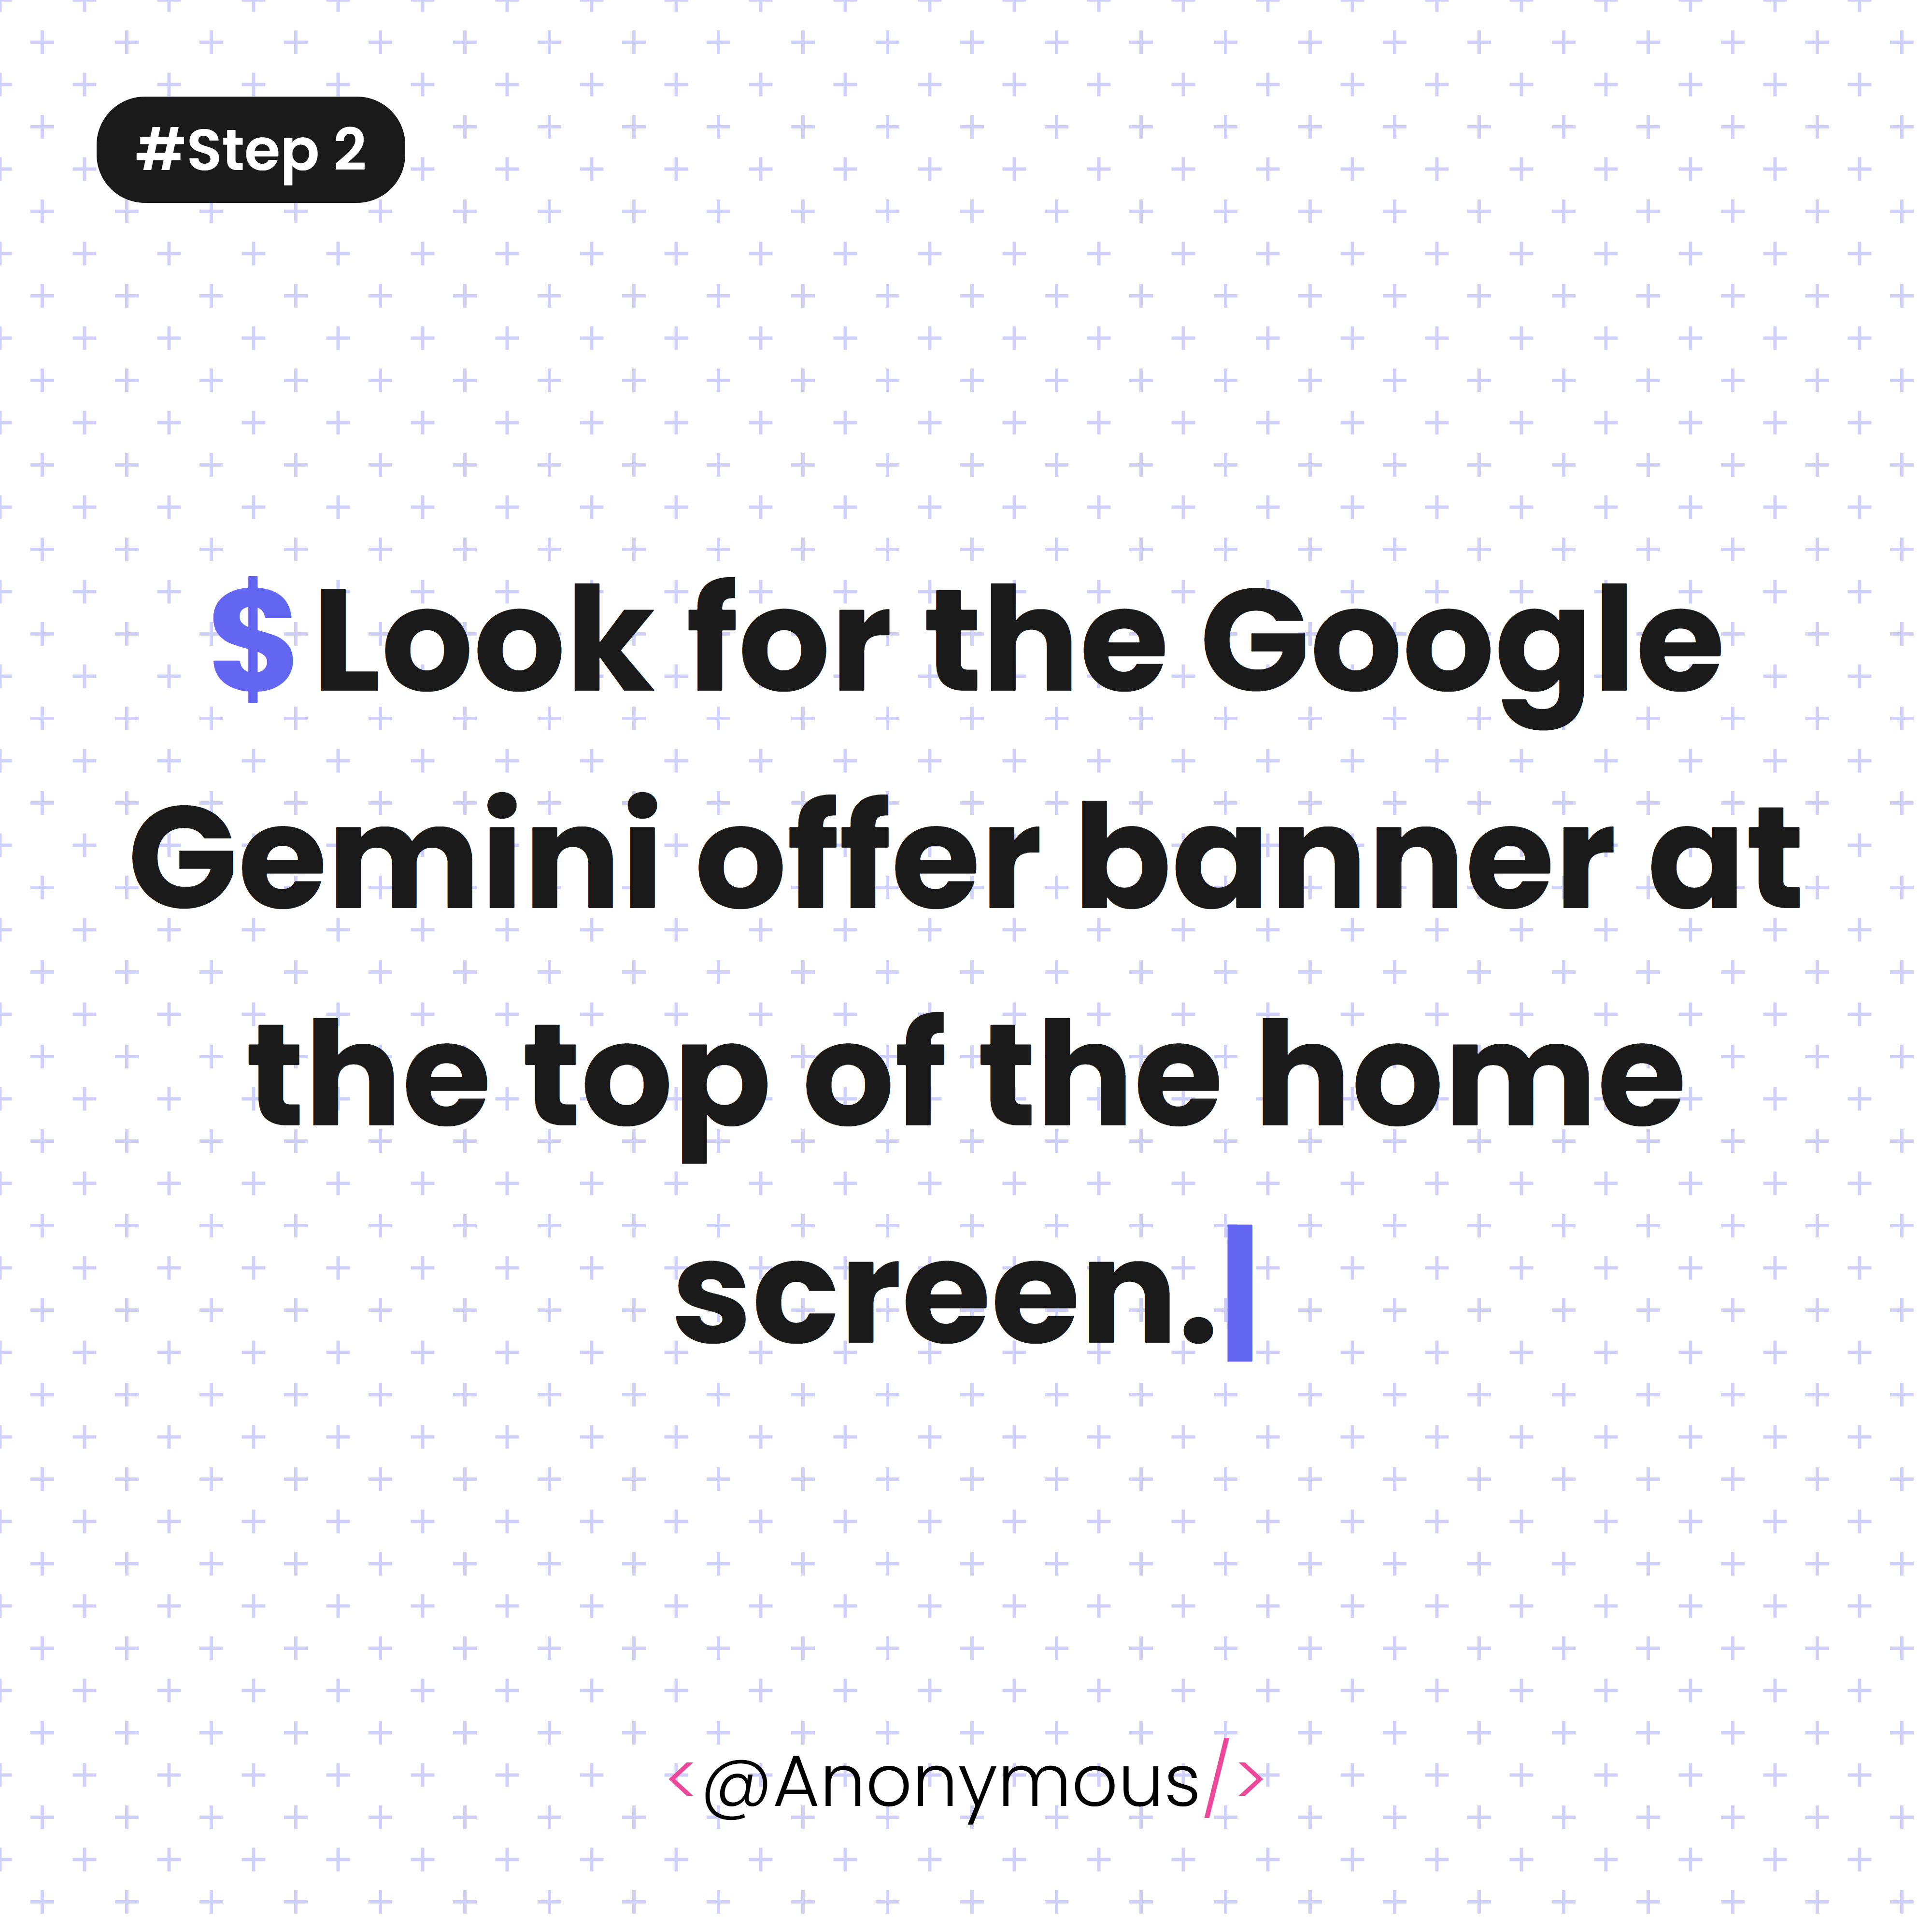 #Step 2
$Look for the Google
Gemini offer banner at
the top of the home
screen.
<@Anonymous/>